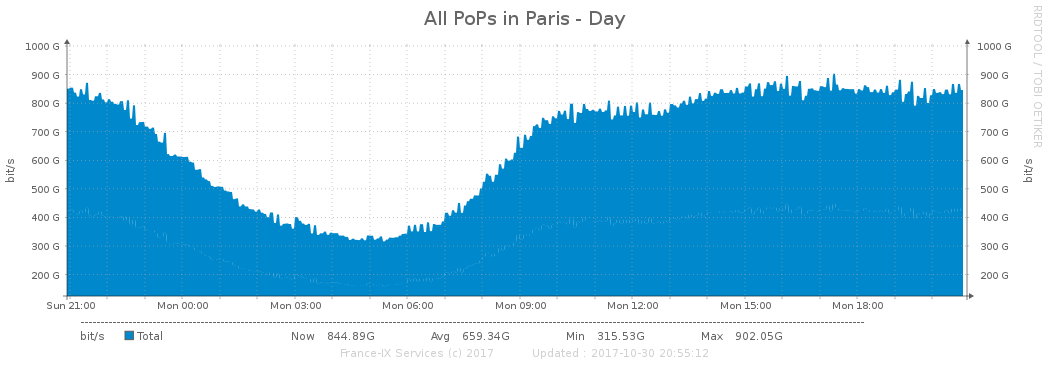 All PoPs in Paris - Day
RRDTOOL / TOBI OETIKER
1000 G 1000 G
900 G 900 G
800 G 800 G
700 G 700 G
600 G 600 G
500 G 500 G
400 G 400 G
300 G 300 G
200 G 200 G
bit/s bit/s
Sun 21:00 Mon 00:00 Mon 03:00 Mon 06:00 Mon 09:00 Mon 12:00 Mon 15:00 Mon 18:00
bit/s Total Now 844.89G Avg 659.34G Min 315.53G Max 902.05G
France-IX Services (c) 2017 Updated : 2017-10-30 20:55:12